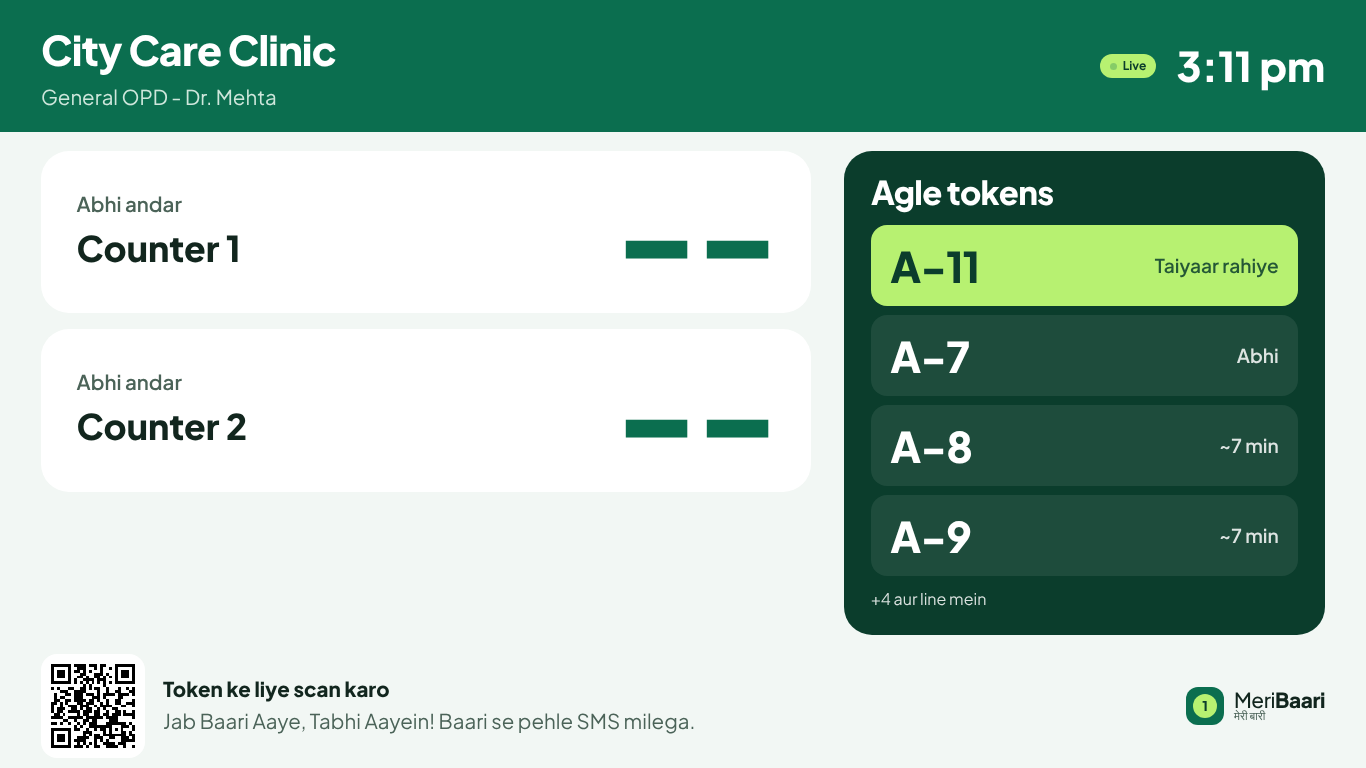 City Care Clinic
General OPD - Dr. Mehta
Live
3:11 pm
Abhi andar
Counter 1
-- 
Abhi andar
Counter 2
--
Agle tokens
A-11
Taiyaar rahiye
A-7
Abhi
A-8
~7 min
A-9
~7 min
+4 aur line mein
Token ke liye scan karo
Jab Baari Aaye, Tabhi Aayein! Baari se pehle SMS milega.
1
MeriBaari
मेरी बारी